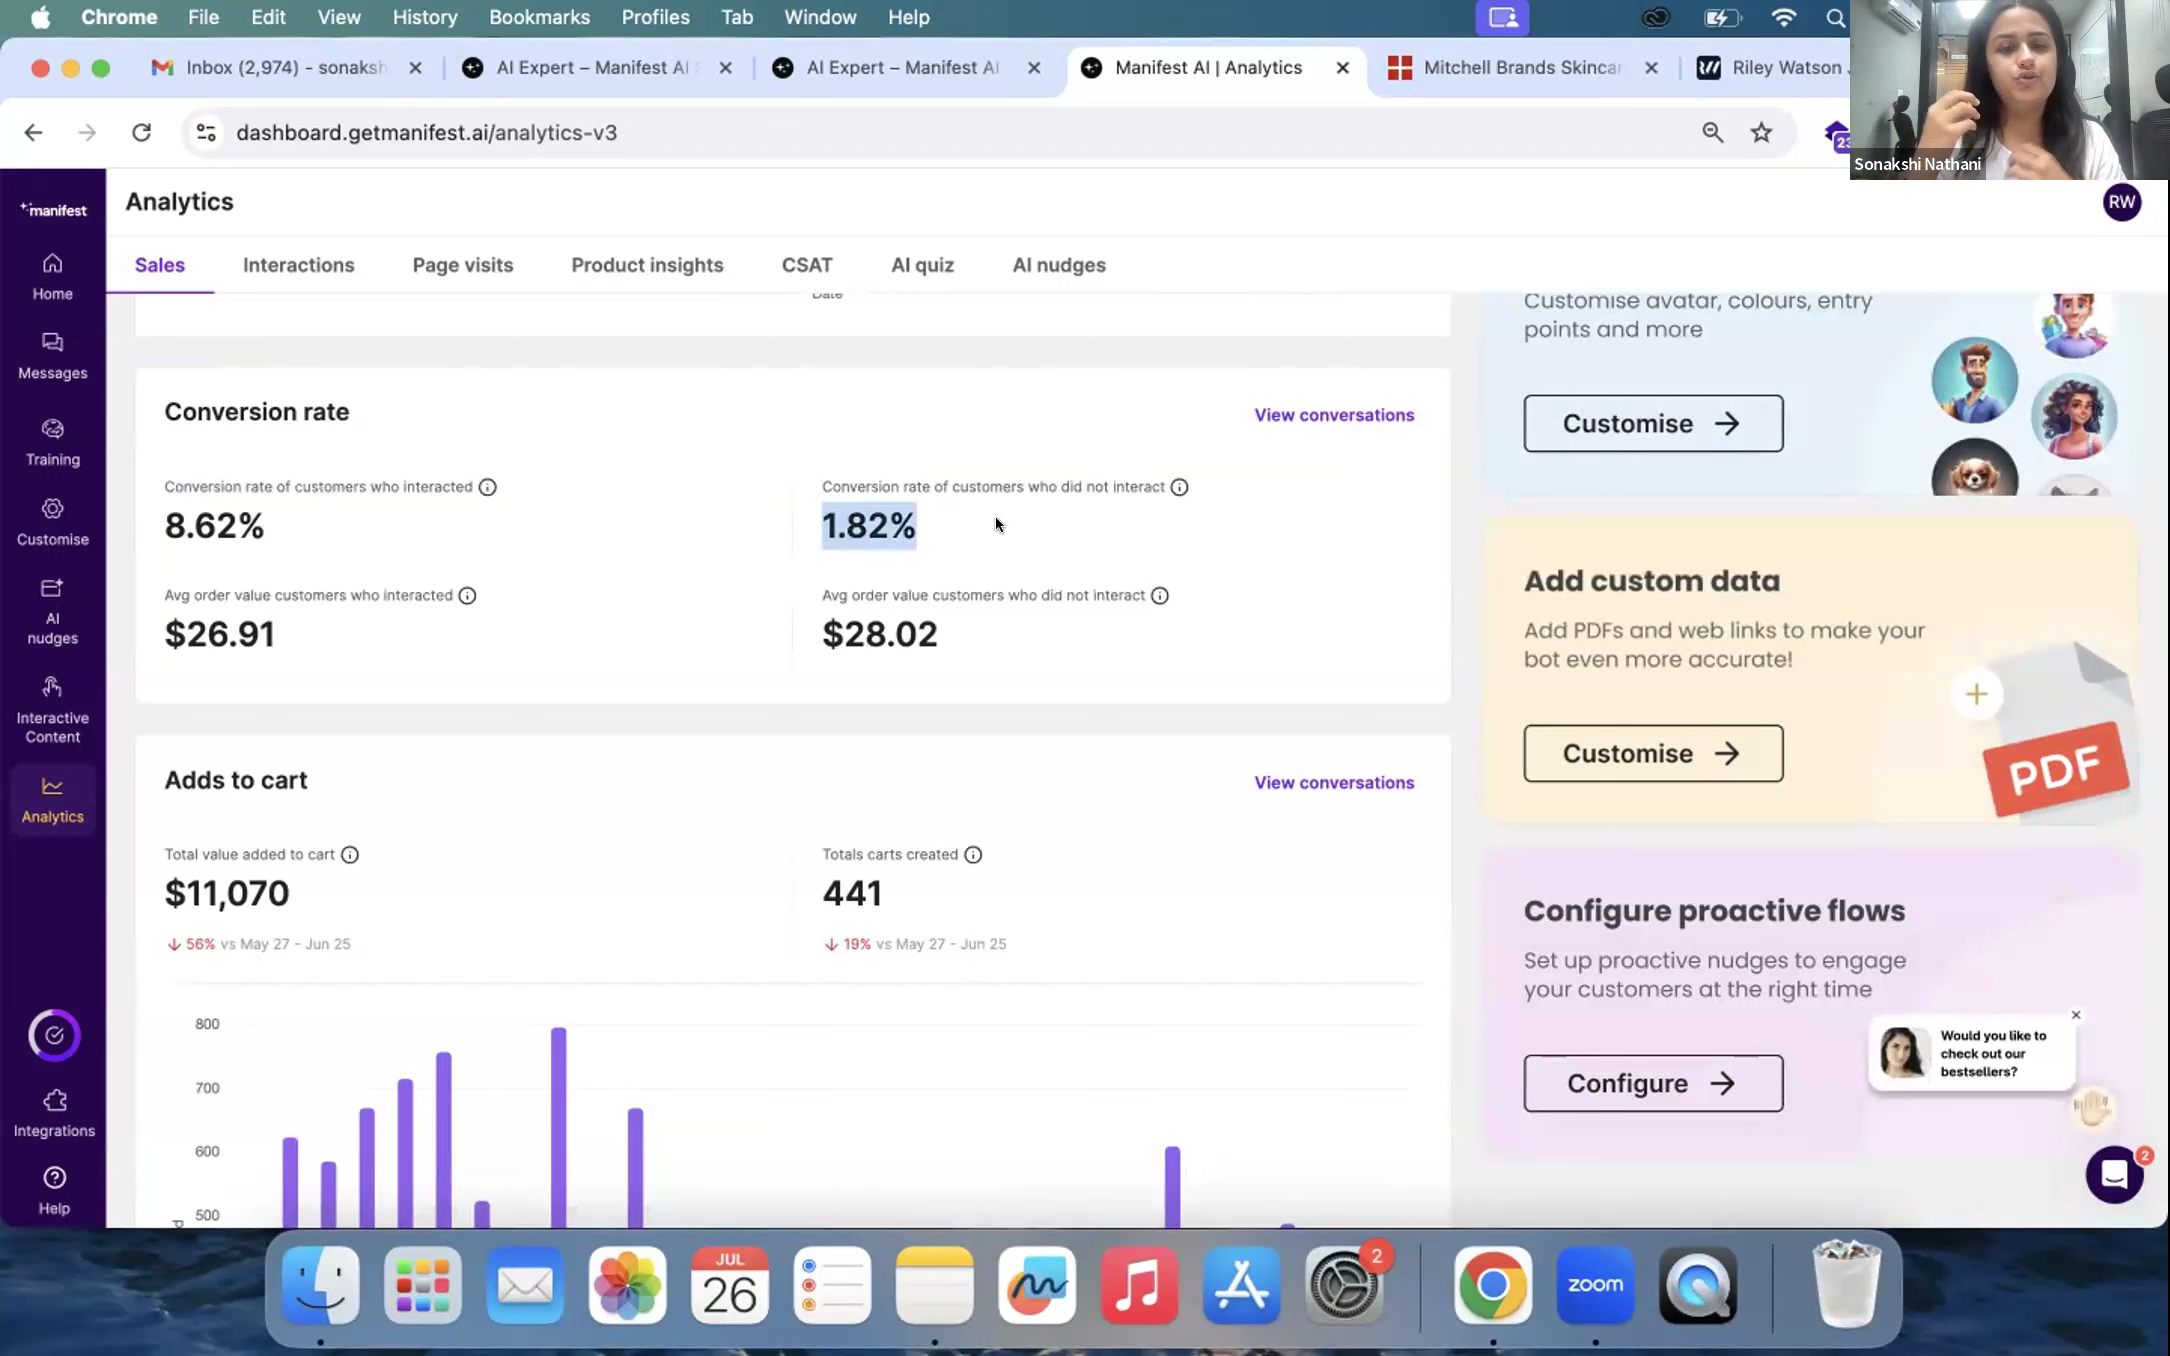 Chrome File Edit View History Bookmarks Profiles Tab Window Help
Inbox (2,974) - sonaksh
AI Expert – Manifest AI
AI Expert – Manifest AI
Manifest AI | Analytics
Mitchell Brands Skincar
Riley Watson
dashboard.getmanifest.ai/analytics-v3
23
Sonakshi Nathani
manifest
Analytics
RW
Sales Interactions Page visits Product insights CSAT AI quiz AI nudges
Home
Messages
Training
Customise
AI
nudges
Interactive
Content
Analytics
Integrations
Help
Date
Conversion rate
View conversations
Conversion rate of customers who interacted
8.62%
Conversion rate of customers who did not interact
1.82%
Avg order value customers who interacted
$26.91
Avg order value customers who did not interact
$28.02
Adds to cart
View conversations
Total value added to cart
$11,070
56% vs May 27 - Jun 25
Totals carts created
441
19% vs May 27 - Jun 25
800
700
600
500
Customise avatar, colours, entry
points and more
Customise
Add custom data
Add PDFs and web links to make your
bot even more accurate!
PDF
Customise
Configure proactive flows
Set up proactive nudges to engage
your customers at the right time
Would you like to
check out our
bestsellers?
Configure
2
JUL
26
2
zoom